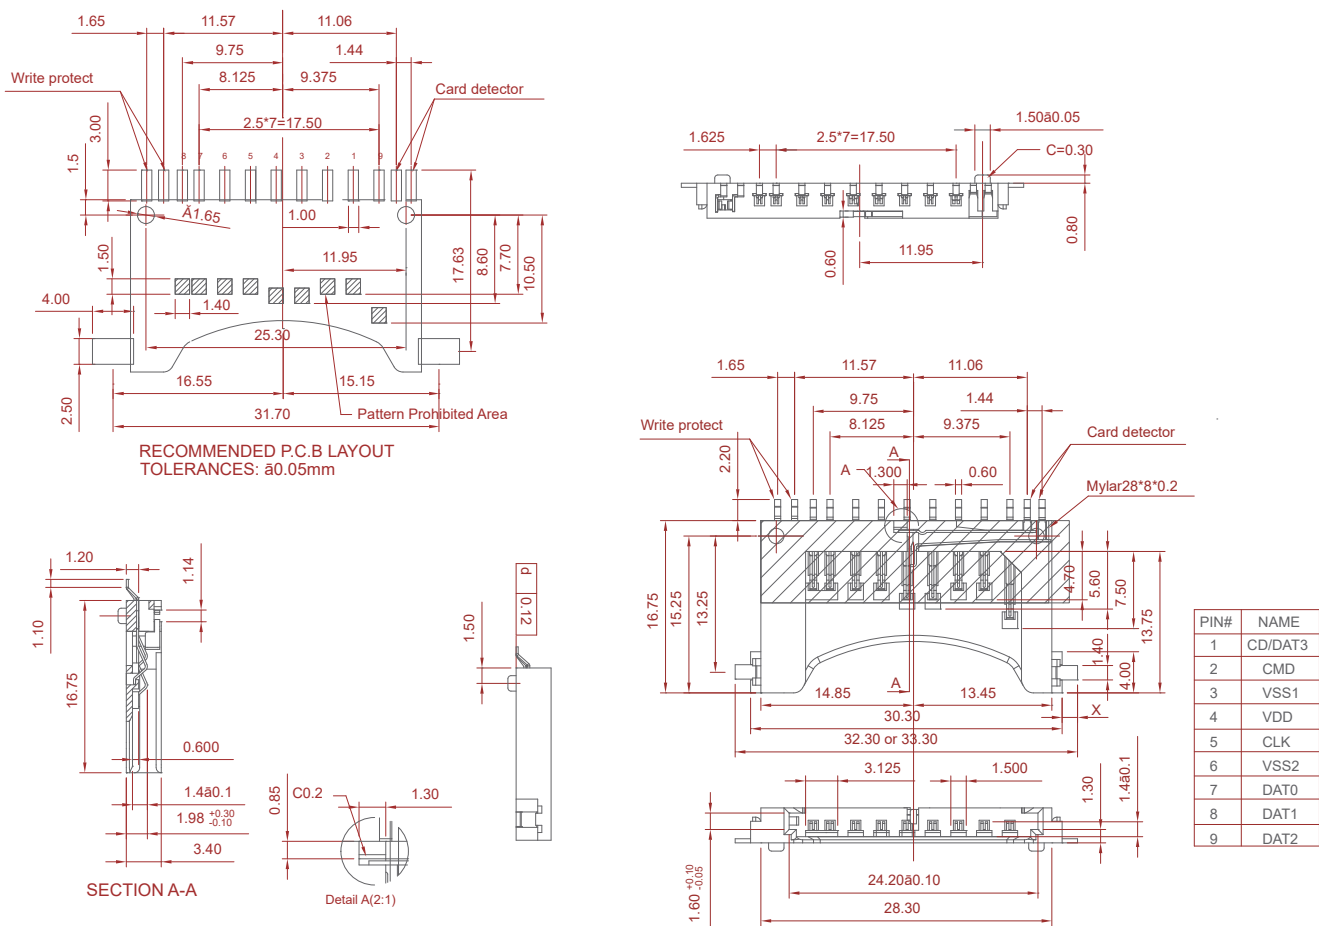 1.65
11.57
11.06
9.75
1.44
Write protect
8.125
9.375
Card detector
2.5*7=17.50
3.00
1.5
8 7 6 5 4 3 2 1 9
Ă1.65
1.00
1.50
11.95
17.63
8.60
7.70
10.50
4.00
1.40
25.30
16.55
15.15
2.50
31.70
Pattern Prohibited Area
RECOMMENDED P.C.B LAYOUT
TOLERANCES: ā0.05mm
1.50ā0.05
1.625
2.5*7=17.50
C=0.30
0.80
11.95
0.60
1.65
11.57
11.06
9.75
1.44
Write protect
8.125
9.375
Card detector
2.20
A
A
1.300
0.60
Mylar28*8*0.2
16.75
15.25
13.25
4.70
5.60
7.50
13.75
1.40
4.00
A
14.85
13.45
X
30.30
32.30 or 33.30
1.20
1.14
1.10
16.75
0.600
1.4ā0.1
1.98 +0.30 -0.10
3.40
SECTION A-A
d 0.12
1.50
0.85
C0.2
1.30
Detail A(2:1)
3.125
1.500
1.30
1.4ā0.1
1.60 +0.10 -0.05
24.20ā0.10
28.30
PIN# NAME
1 CD/DAT3
2 CMD
3 VSS1
4 VDD
5 CLK
6 VSS2
7 DAT0
8 DAT1
9 DAT2